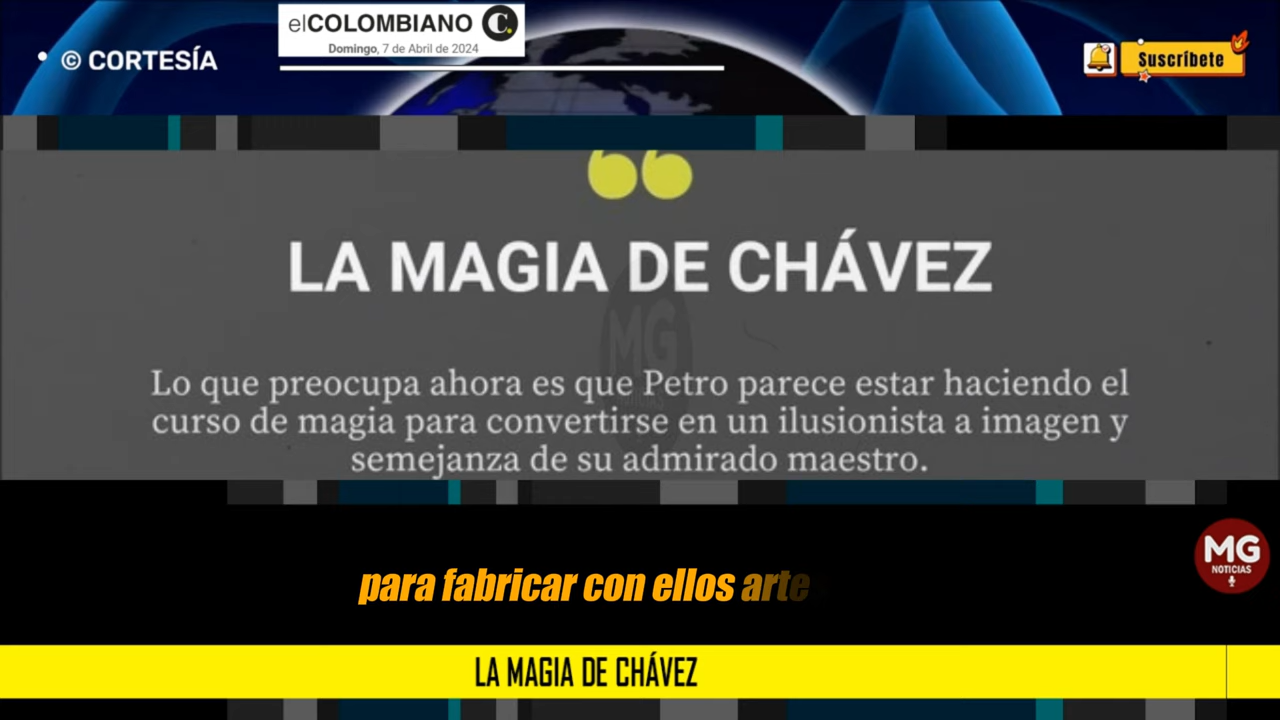 elCOLOMBIANO C
Domingo, 7 de Abril de 2024
© CORTESÍA
Suscríbete
LA MAGIA DE CHÁVEZ
MG
Lo que preocupa ahora es que Petro parece estar haciendo el
curso de magia para convertirse en un ilusionista a imagen y
semejanza de su admirado maestro.
MG
NOTICIAS
para fabricar con ellos arte
LA MAGIA DE CHÁVEZ